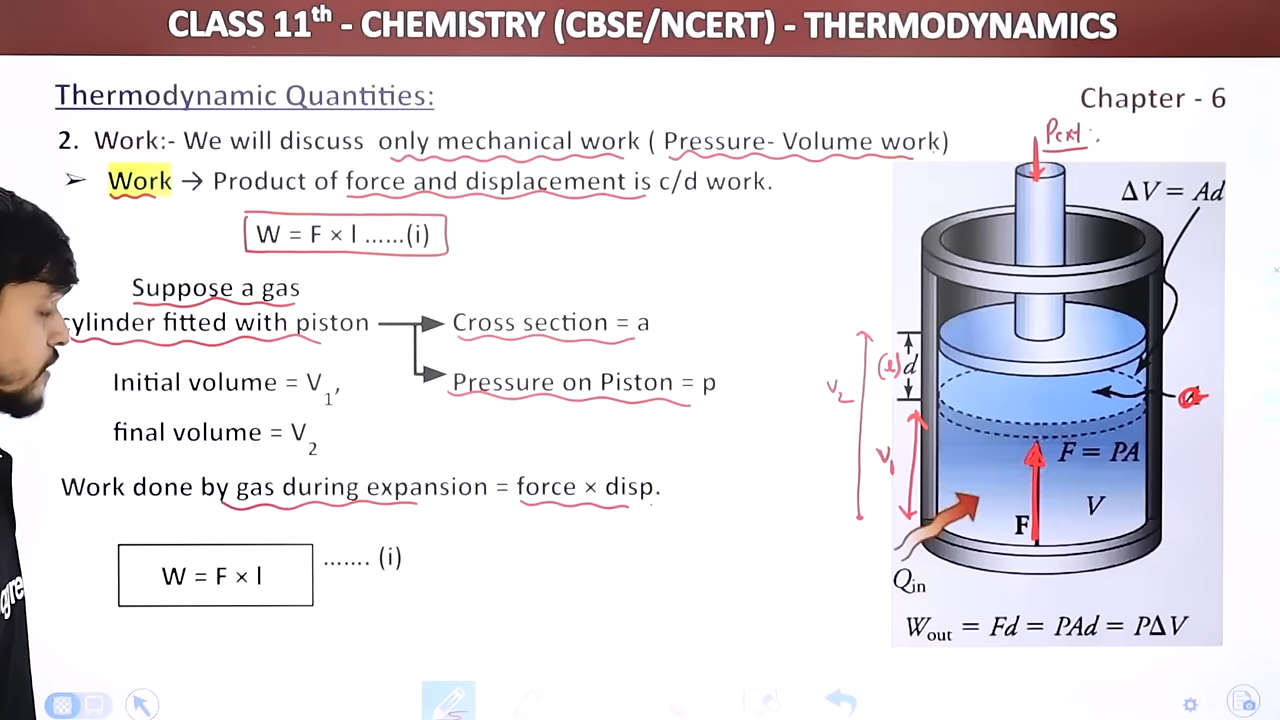 CLASS 11th - CHEMISTRY (CBSE/NCERT) - THERMODYNAMICS
Thermodynamic Quantities:
Chapter - 6
2. Work:- We will discuss only mechanical work ( Pressure- Volume work)
➢ Work → Product of force and displacement is c/d work.
W = F × l ......(i)
Suppose a gas
cylinder fitted with piston
Cross section = a
Initial volume = V1,
Pressure on Piston = p
final volume = V2
Work done by gas during expansion = force × disp.
W = F × l ....... (i)
Pext.
ΔV = Ad
(l) d
V2
V1
F = PA
V
F
Qin
Wout = Fd = PAd = PΔV